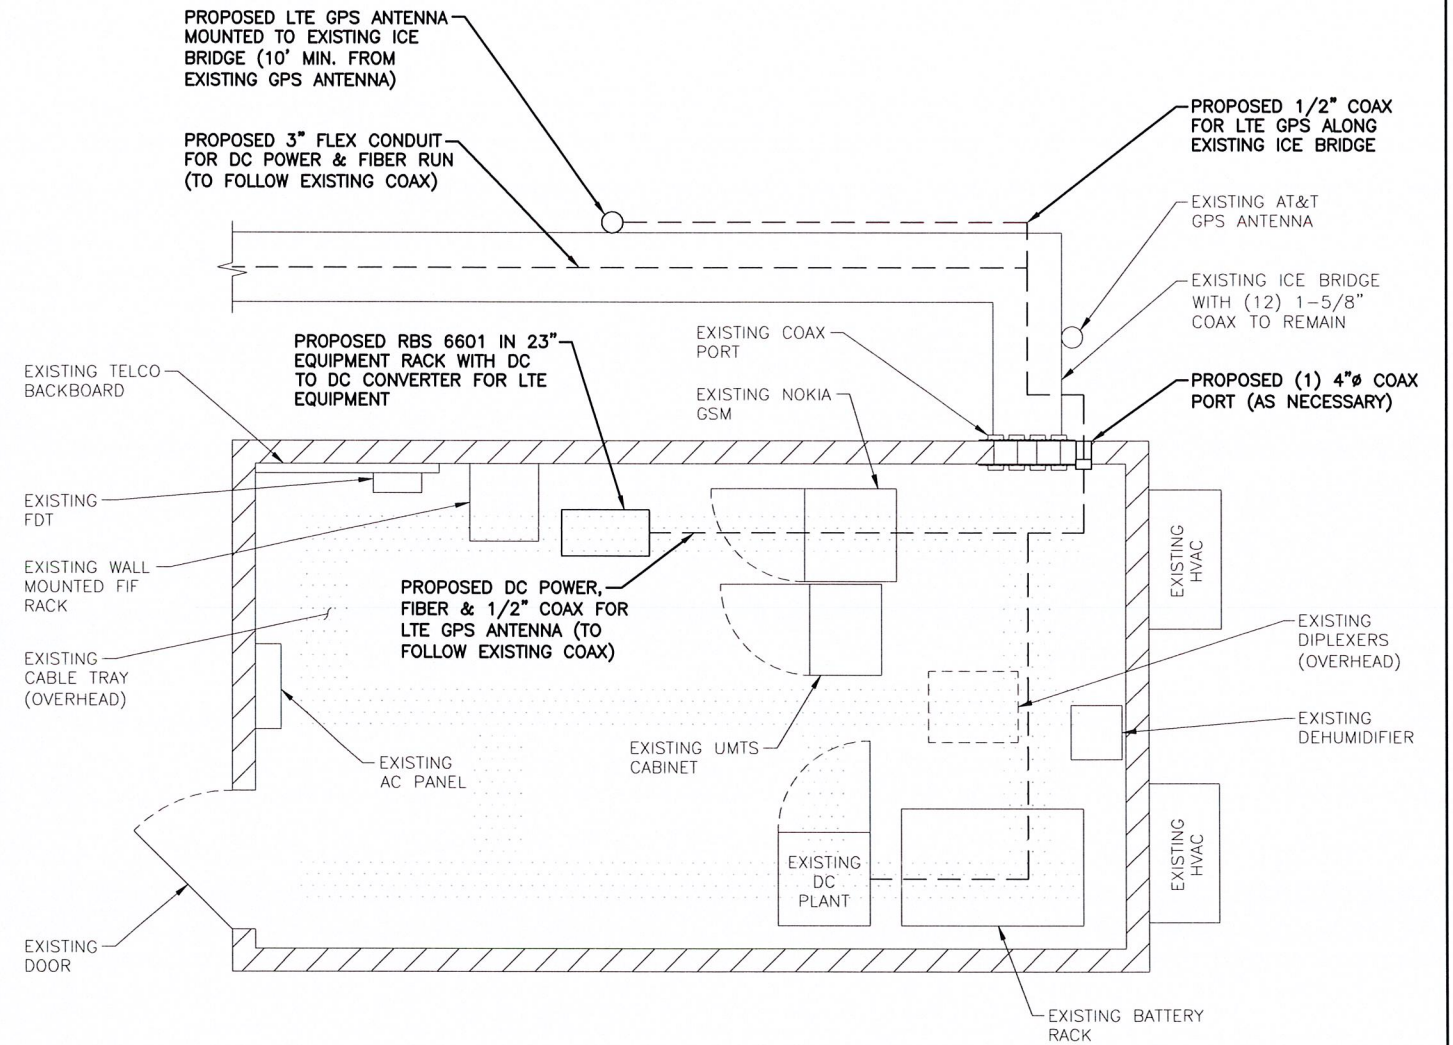 PROPOSED LTE GPS ANTENNA
MOUNTED TO EXISTING ICE
BRIDGE (10' MIN. FROM
EXISTING GPS ANTENNA)
PROPOSED 3" FLEX CONDUIT
FOR DC POWER & FIBER RUN
(TO FOLLOW EXISTING COAX)
PROPOSED 1/2" COAX
FOR LTE GPS ALONG
EXISTING ICE BRIDGE
EXISTING AT&T
GPS ANTENNA
EXISTING ICE BRIDGE
WITH (12) 1-5/8"
COAX TO REMAIN
PROPOSED (1) 4"ø COAX
PORT (AS NECESSARY)
PROPOSED RBS 6601 IN 23"
EQUIPMENT RACK WITH DC
TO DC CONVERTER FOR LTE
EQUIPMENT
EXISTING COAX
PORT
EXISTING NOKIA
GSM
EXISTING TELCO
BACKBOARD
EXISTING
FDT
EXISTING WALL
MOUNTED FIF
RACK
EXISTING
CABLE TRAY
(OVERHEAD)
PROPOSED DC POWER,
FIBER & 1/2" COAX FOR
LTE GPS ANTENNA (TO
FOLLOW EXISTING COAX)
EXISTING
HVAC
EXISTING
DIPLEXERS
(OVERHEAD)
EXISTING
DEHUMIDIFIER
EXISTING
AC PANEL
EXISTING UMTS
CABINET
EXISTING
DC
PLANT
EXISTING
HVAC
EXISTING
DOOR
EXISTING BATTERY
RACK